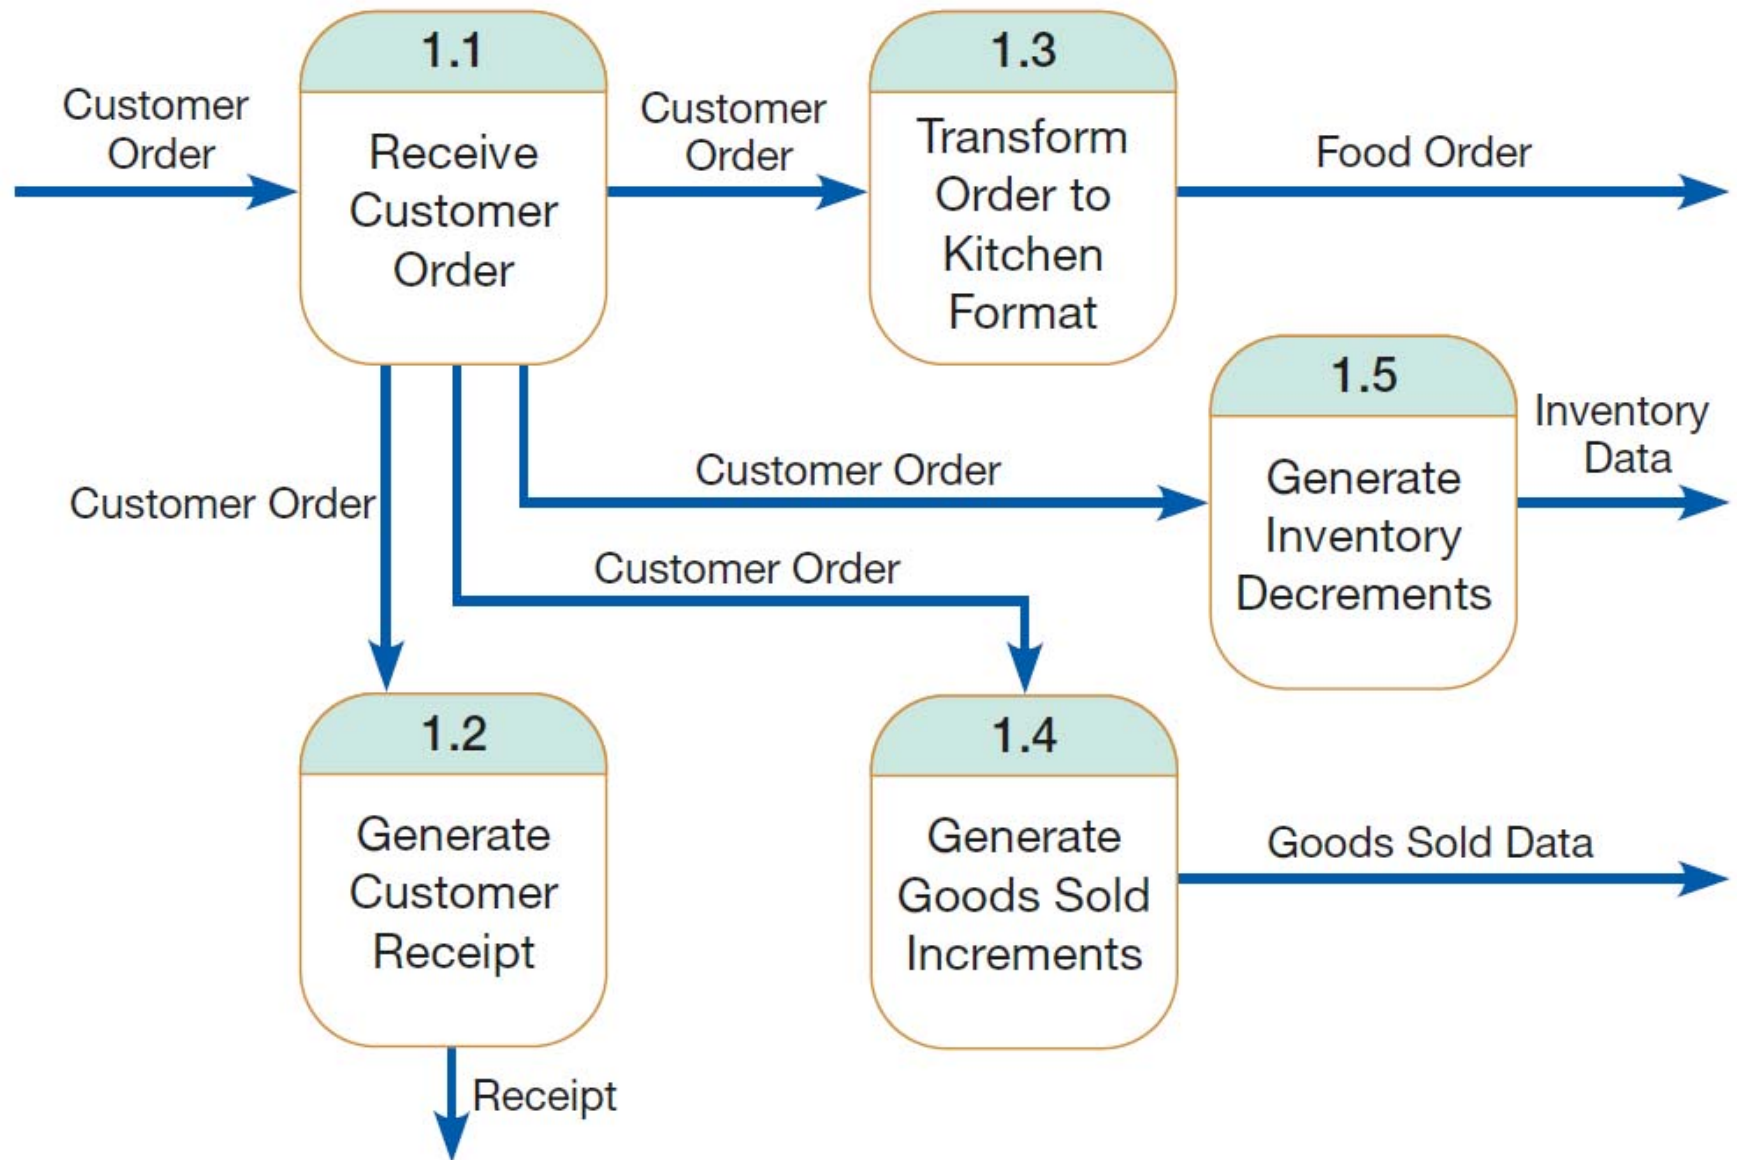 1.1
1.3
Customer
Order
Receive
Customer
Order
Customer
Order
Transform
Order to
Kitchen
Format
Food Order
1.5
Generate
Inventory
Decrements
Inventory
Data
Customer Order
Customer Order
Customer Order
1.2
Generate
Customer
Receipt
1.4
Generate
Goods Sold
Increments
Goods Sold Data
Receipt